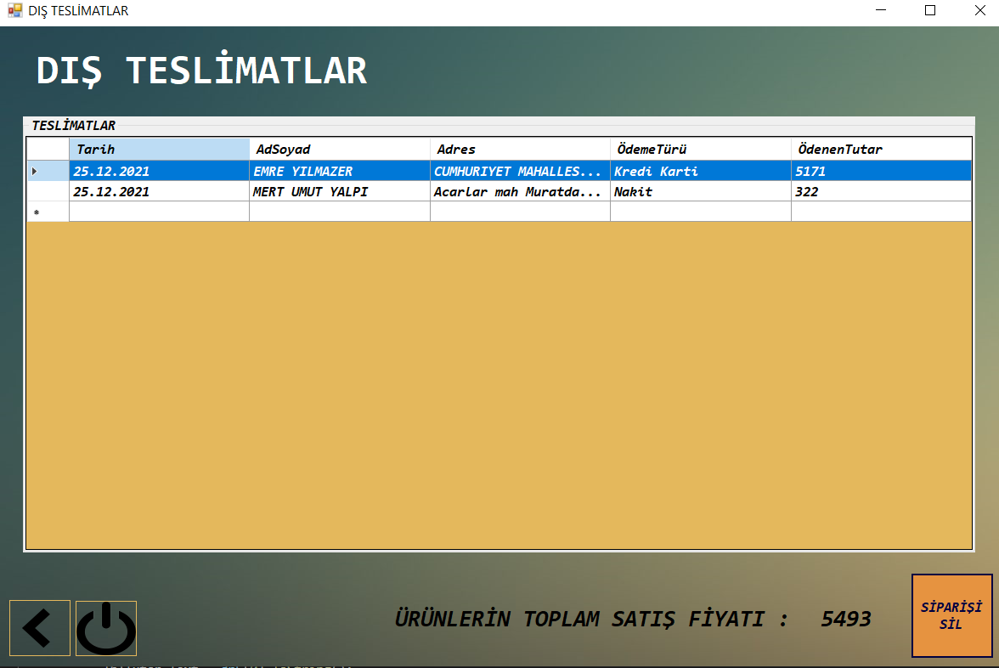 DIŞ TESLİMATLAR
DIŞ TESLİMATLAR
TESLİMATLAR
Tarih AdSoyad Adres ÖdemeTürü ÖdenenTutar
25.12.2021 EMRE YILMAZER CUMHURIYET MAHALLES... Kredi Karti 5171
25.12.2021 MERT UMUT YALPI Acarlar mah Muratda... Nakit 322
ÜRÜNLERİN TOPLAM SATIŞ FİYATI : 5493
SİPARİŞİ
SİL